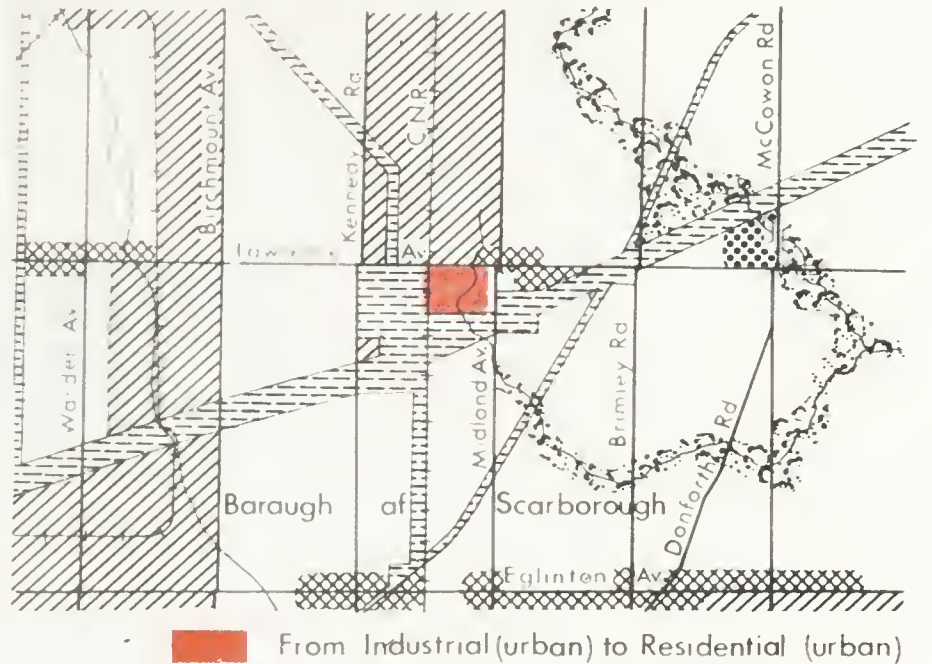 Birchmount Av
Kennedy Rd
C.N.R.
McCowan Rd
Lawrence Av
Warden Av
Midland Av.
Brimley Rd
Danforth Rd
Borough of Scarborough
Eglinton Av
From Industrial (urban) to Residential (urban)